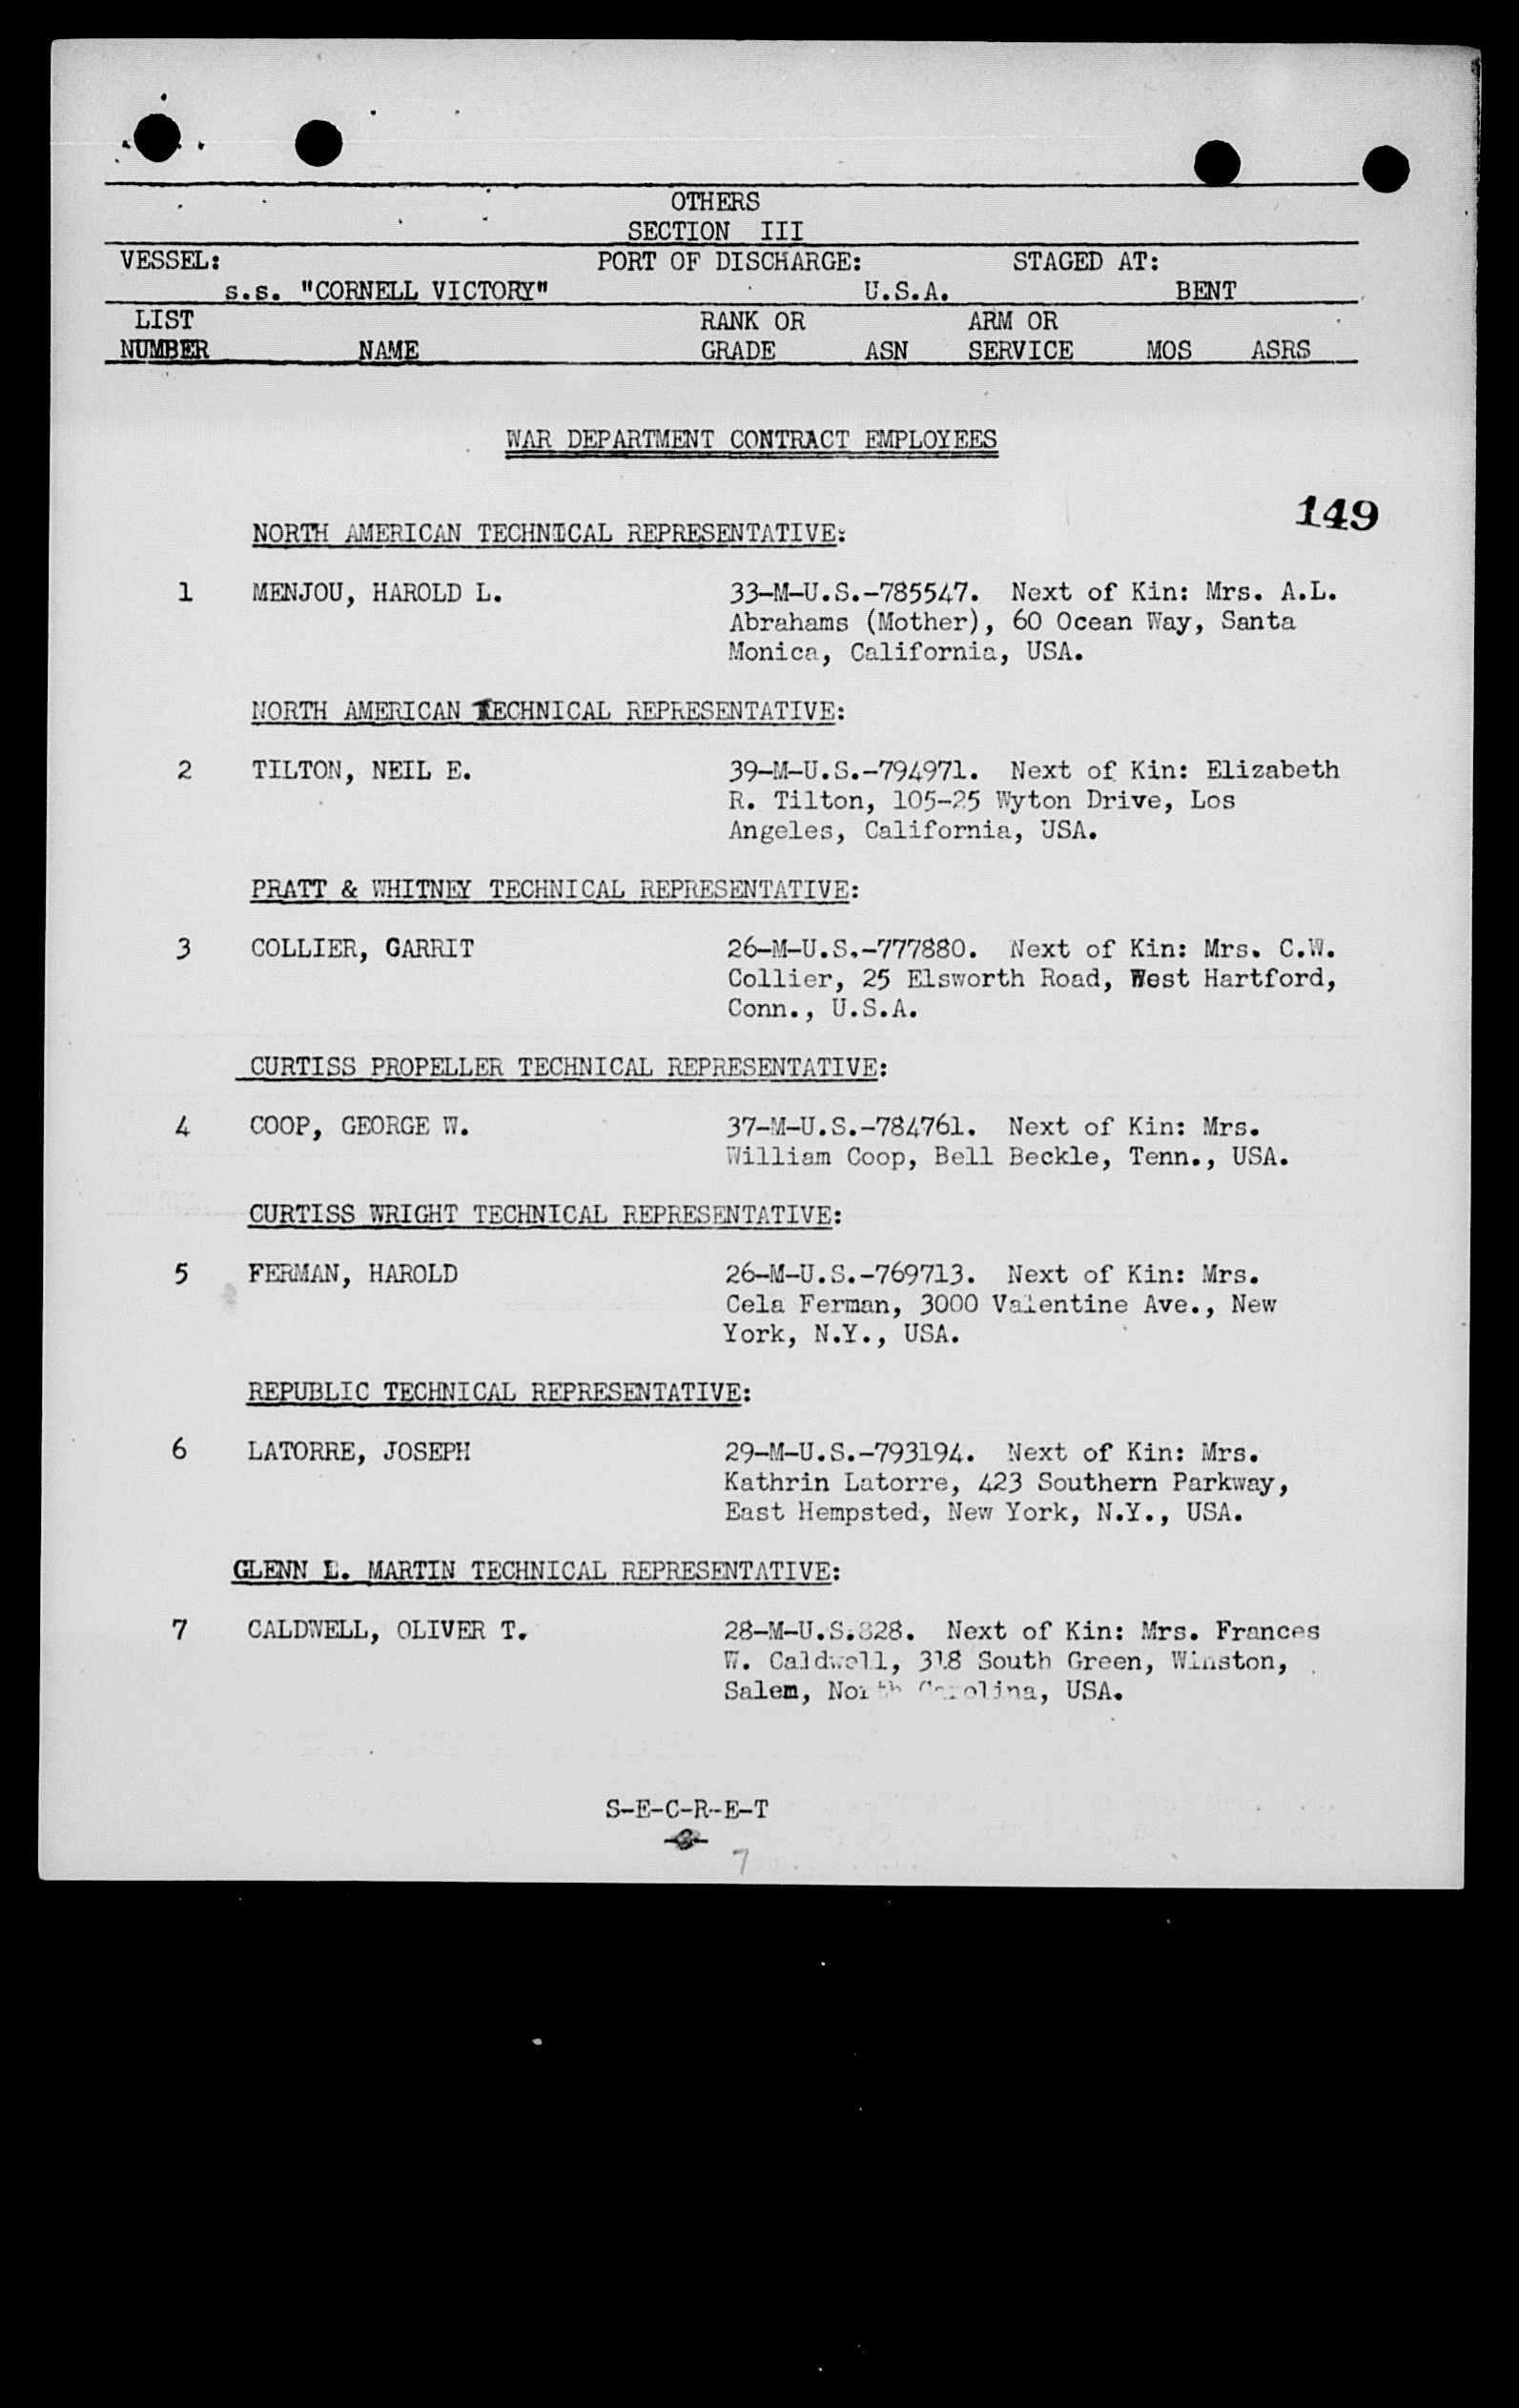 OTHERS
SECTION III
VESSEL: PORT OF DISCHARGE: STAGED AT:
s.s. "CORNELL VICTORY" U.S.A. BENT
LIST RANK OR ARM OR
NUMBER NAME GRADE ASN SERVICE MOS ASRS
WAR DEPARTMENT CONTRACT EMPLOYEES
149
NORTH AMERICAN TECHNICAL REPRESENTATIVE:
1 MENJOU, HAROLD L. 33-M-U.S.-785547. Next of Kin: Mrs. A.L.
Abrahams (Mother), 60 Ocean Way, Santa
Monica, California, USA.
NORTH AMERICAN TECHNICAL REPRESENTATIVE:
2 TILTON, NEIL E. 39-M-U.S.-794971. Next of Kin: Elizabeth
R. Tilton, 105-25 Wyton Drive, Los
Angeles, California, USA.
PRATT & WHITNEY TECHNICAL REPRESENTATIVE:
3 COLLIER, GARRIT 26-M-U.S.-777880. Next of Kin: Mrs. C.W.
Collier, 25 Elsworth Road, West Hartford,
Conn., U.S.A.
CURTISS PROPELLER TECHNICAL REPRESENTATIVE:
4 COOP, GEORGE W. 37-M-U.S.-784761. Next of Kin: Mrs.
William Coop, Bell Beckle, Tenn., USA.
CURTISS WRIGHT TECHNICAL REPRESENTATIVE:
5 FERMAN, HAROLD 26-M-U.S.-769713. Next of Kin: Mrs.
Cela Ferman, 3000 Valentine Ave., New
York, N.Y., USA.
REPUBLIC TECHNICAL REPRESENTATIVE:
6 LATORRE, JOSEPH 29-M-U.S.-793194. Next of Kin: Mrs.
Kathrin Latorre, 423 Southern Parkway,
East Hempsted, New York, N.Y., USA.
GLENN L. MARTIN TECHNICAL REPRESENTATIVE:
7 CALDWELL, OLIVER T. 28-M-U.S.828. Next of Kin: Mrs. Frances
W. Caldwell, 318 South Green, Winston,
Salem, North Carolina, USA.
S-E-C-R-E-T
7